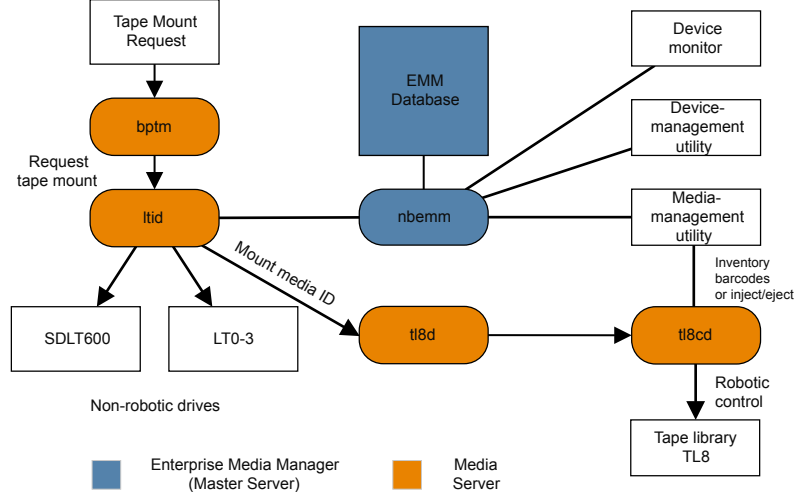 Tape Mount
Request
bptm
Request
tape mount
ltid
SDLT600
LT0-3
Non-robotic drives
Mount media ID
EMM
Database
nbemm
Device
monitor
Device-
management
utility
Media-
management
utility
Inventory
barcodes
or inject/eject
tl8d
tl8cd
Robotic
control
Tape library
TL8
Enterprise Media Manager
(Master Server)
Media
Server